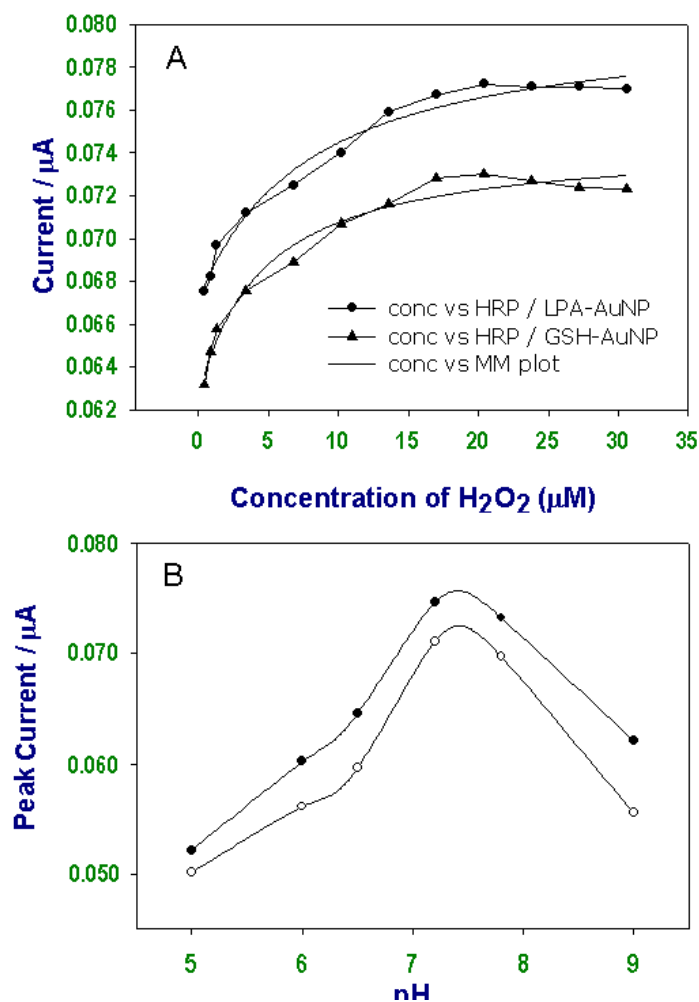 A
0.080
0.078
0.076
0.074
0.072
0.070
0.068
0.066
0.064
0.062
Current / μA
conc vs HRP / LPA-AuNP
conc vs HRP / GSH-AuNP
conc vs MM plot
0 5 10 15 20 25 30 35
Concentration of H₂O₂ (μM)
B
0.080
0.070
0.060
0.050
Peak Current / μA
5 6 7 8 9
pH